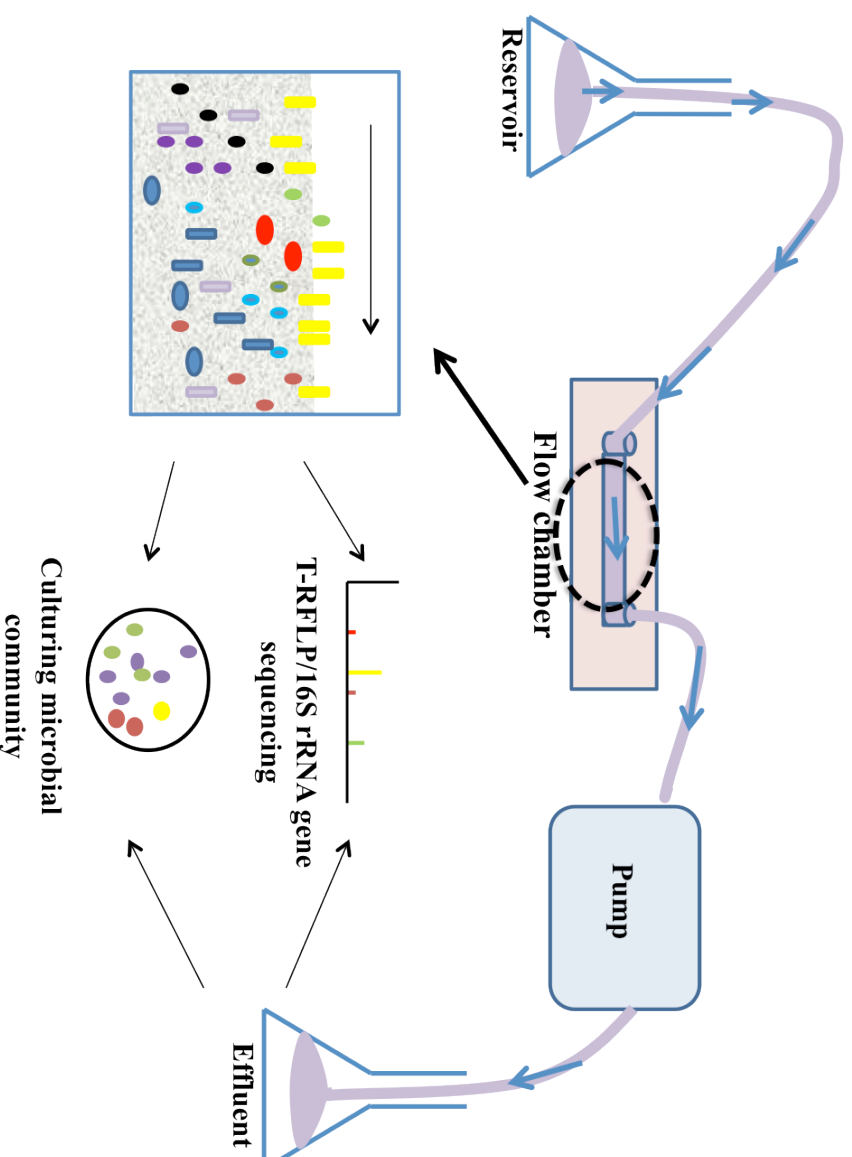 Reservoir
Flow chamber
Pump
Effluent
T-RFLP/16S rRNA gene
sequencing
Culturing microbial
community